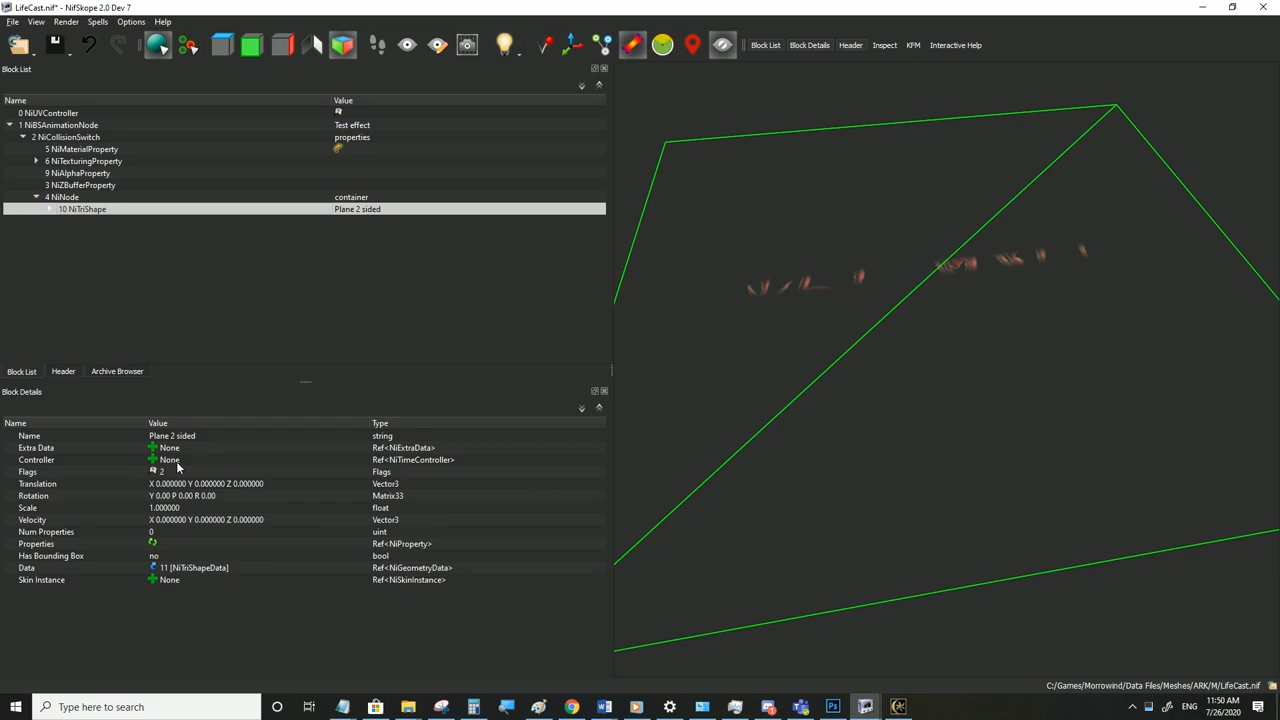 LifeCast.nif* - NifSkope 2.0 Dev 7
File View Render Spells Options Help
Block List Block Details Header Inspect KFM Interactive Help
Block List
Name Value
0 NiUVController
1 NiBSAnimationNode Test effect
2 NiCollisionSwitch properties
5 NiMaterialProperty
6 NiTexturingProperty
9 NiAlphaProperty
3 NiZBufferProperty
4 NiNode container
10 NiTriShape Plane 2 sided
Block List Header Archive Browser
Block Details
Name Value Type
Name Plane 2 sided string
Extra Data None Ref<NiExtraData>
Controller None Ref<NiTimeController>
Flags 2 Flags
Translation X 0.000000 Y 0.000000 Z 0.000000 Vector3
Rotation Y 0.00 P 0.00 R 0.00 Matrix33
Scale 1.000000 float
Velocity X 0.000000 Y 0.000000 Z 0.000000 Vector3
Num Properties 0 uint
Properties Ref<NiProperty>
Has Bounding Box no bool
Data 11 [NiTriShapeData] Ref<NiGeometryData>
Skin Instance None Ref<NiSkinInstance>
C:/Games/Morrowind/Data Files/Meshes/ARK/M/LifeCast.nif
Type here to search
ENG
11:50 AM
7/26/2020